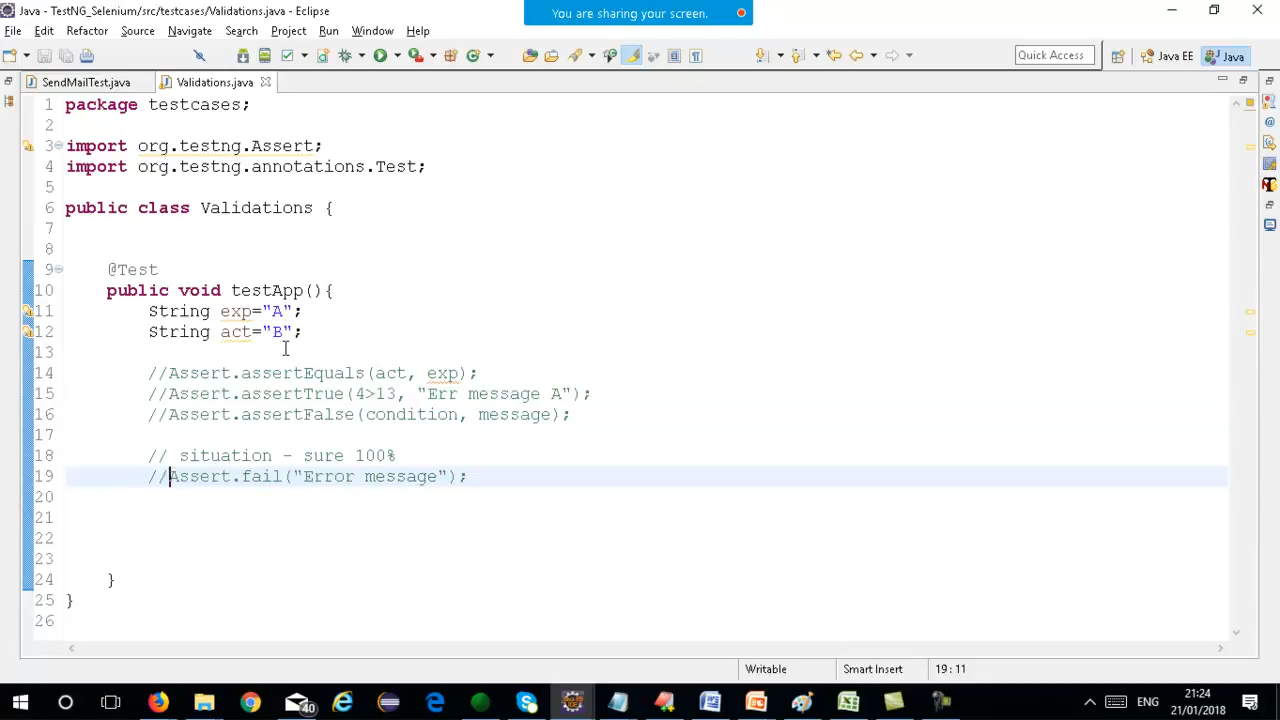 Java - TestNG_Selenium/src/testcases/Validations.java - Eclipse
You are sharing your screen.
File Edit Refactor Source Navigate Search Project Run Window Help
Quick Access
Java EE
Java
SendMailTest.java
Validations.java
1 package testcases;
2
3 import org.testng.Assert;
4 import org.testng.annotations.Test;
5
6 public class Validations {
7
8
9 @Test
10 public void testApp(){
11 String exp="A";
12 String act="B";
13
14 //Assert.assertEquals(act, exp);
15 //Assert.assertTrue(4>13, "Err message A");
16 //Assert.assertFalse(condition, message);
17
18 // situation - sure 100%
19 //Assert.fail("Error message");
20
21
22
23
24 }
25 }
26
Writable Smart Insert 19 : 11
40
ENG
21:24
21/01/2018